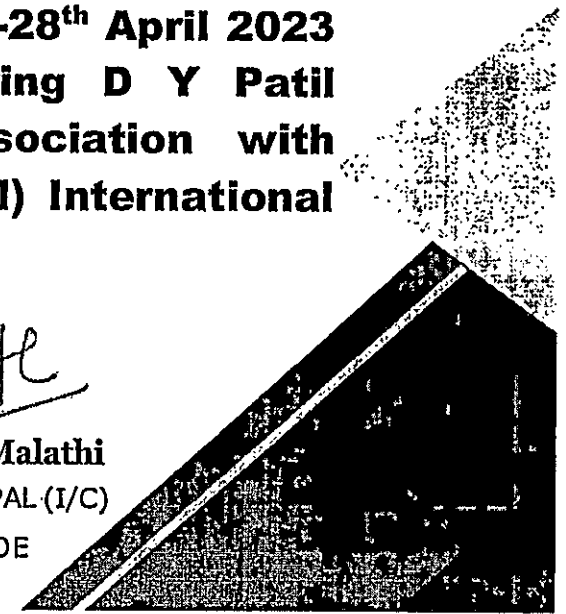 -28th April 2023
ing D Y Patil
sociation with
l) International
Malathi
PAL (I/C)
DE